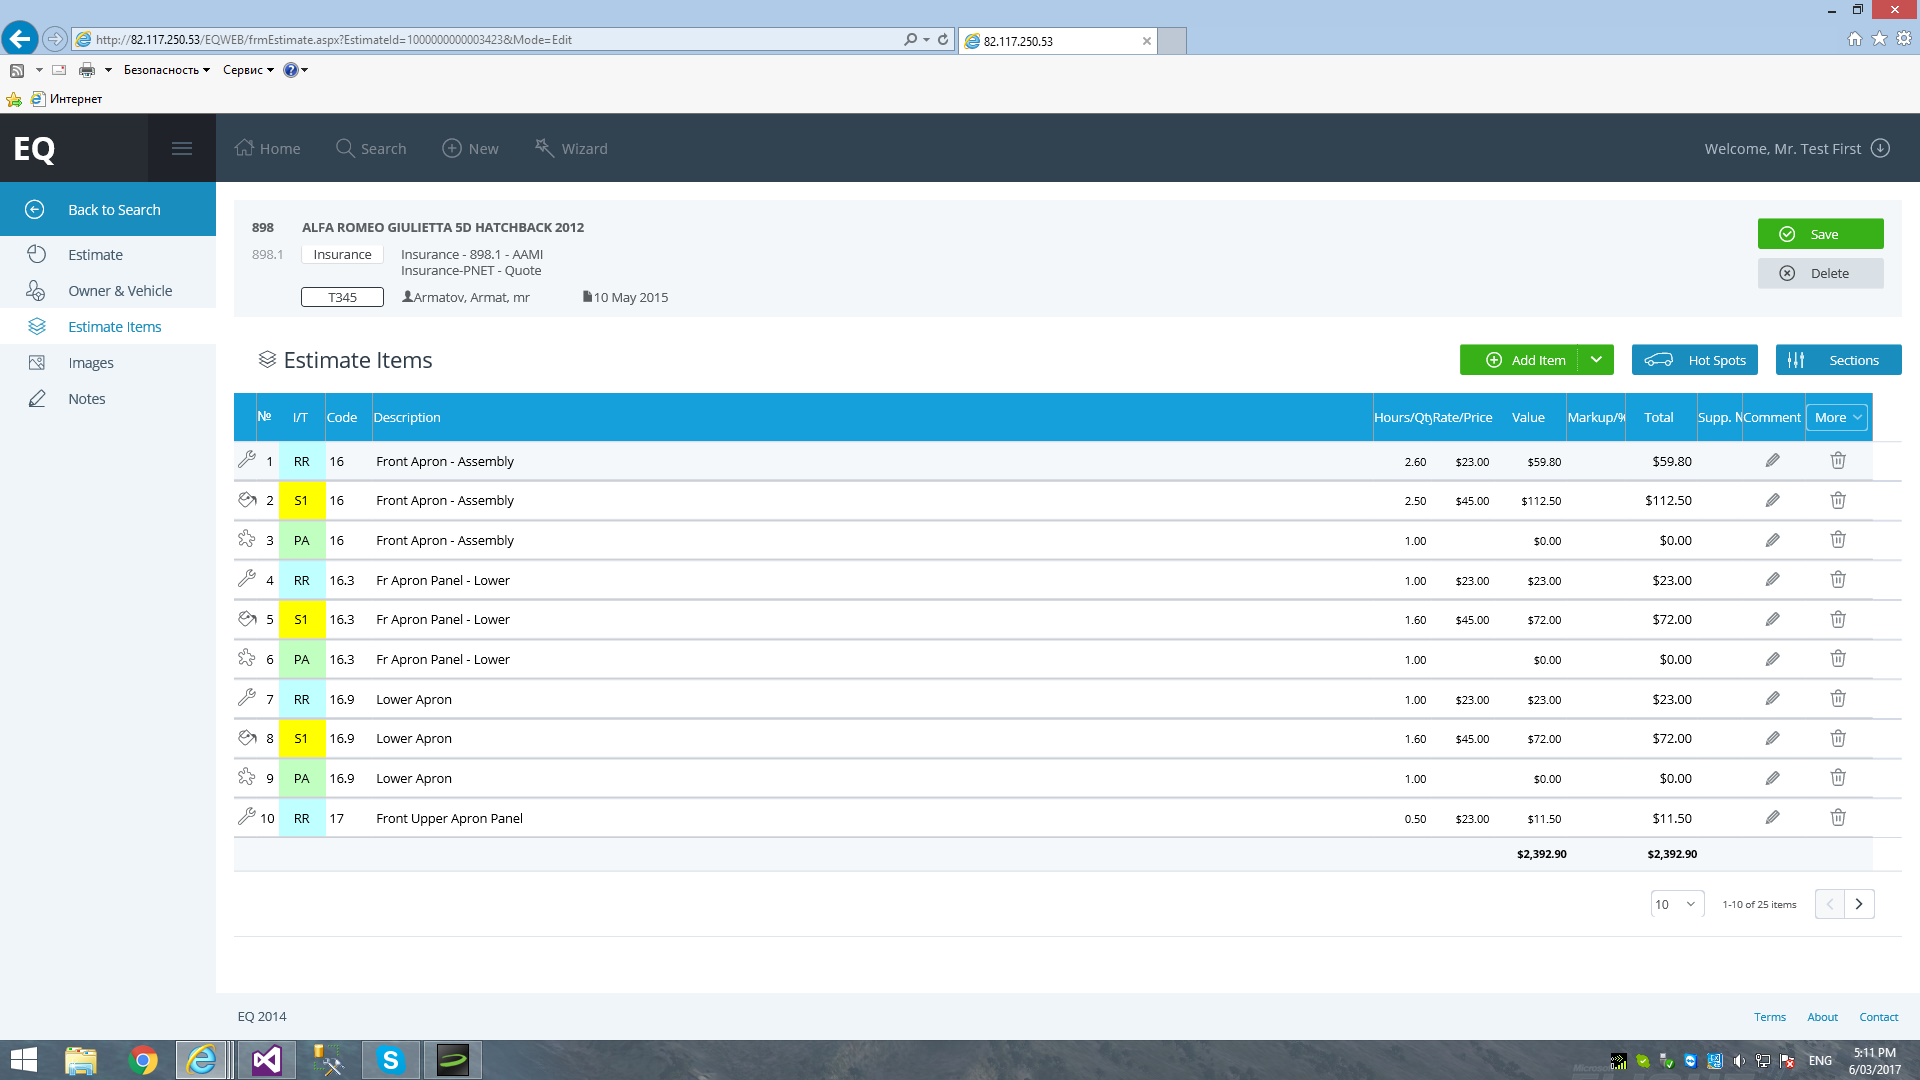 http://82.117.250.53/EQWEB/frmEstimate.aspx?EstimateId=1000000000003423&Mode=Edit
82.117.250.53
Безопасность
Сервис
Интернет
EQ
Home
Search
New
Wizard
Welcome, Mr. Test First
Back to Search
Estimate
Owner & Vehicle
Estimate Items
Images
Notes
898 ALFA ROMEO GIULIETTA 5D HATCHBACK 2012
898.1 Insurance Insurance - 898.1 - AAMI
Insurance-PNET - Quote
T345 Armatov, Armat, mr 10 May 2015
Save
Delete
Estimate Items
Add Item
Hot Spots
Sections
№ I/T Code Description Hours/Qty Rate/Price Value Markup/% Total Supp. N Comment More
1 RR 16 Front Apron - Assembly 2.60 $23.00 $59.80 $59.80
2 S1 16 Front Apron - Assembly 2.50 $45.00 $112.50 $112.50
3 PA 16 Front Apron - Assembly 1.00 $0.00 $0.00
4 RR 16.3 Fr Apron Panel - Lower 1.00 $23.00 $23.00 $23.00
5 S1 16.3 Fr Apron Panel - Lower 1.60 $45.00 $72.00 $72.00
6 PA 16.3 Fr Apron Panel - Lower 1.00 $0.00 $0.00
7 RR 16.9 Lower Apron 1.00 $23.00 $23.00 $23.00
8 S1 16.9 Lower Apron 1.60 $45.00 $72.00 $72.00
9 PA 16.9 Lower Apron 1.00 $0.00 $0.00
10 RR 17 Front Upper Apron Panel 0.50 $23.00 $11.50 $11.50
$2,392.90 $2,392.90
10 1-10 of 25 items
EQ 2014
Terms About Contact
ENG
5:11 PM
6/03/2017